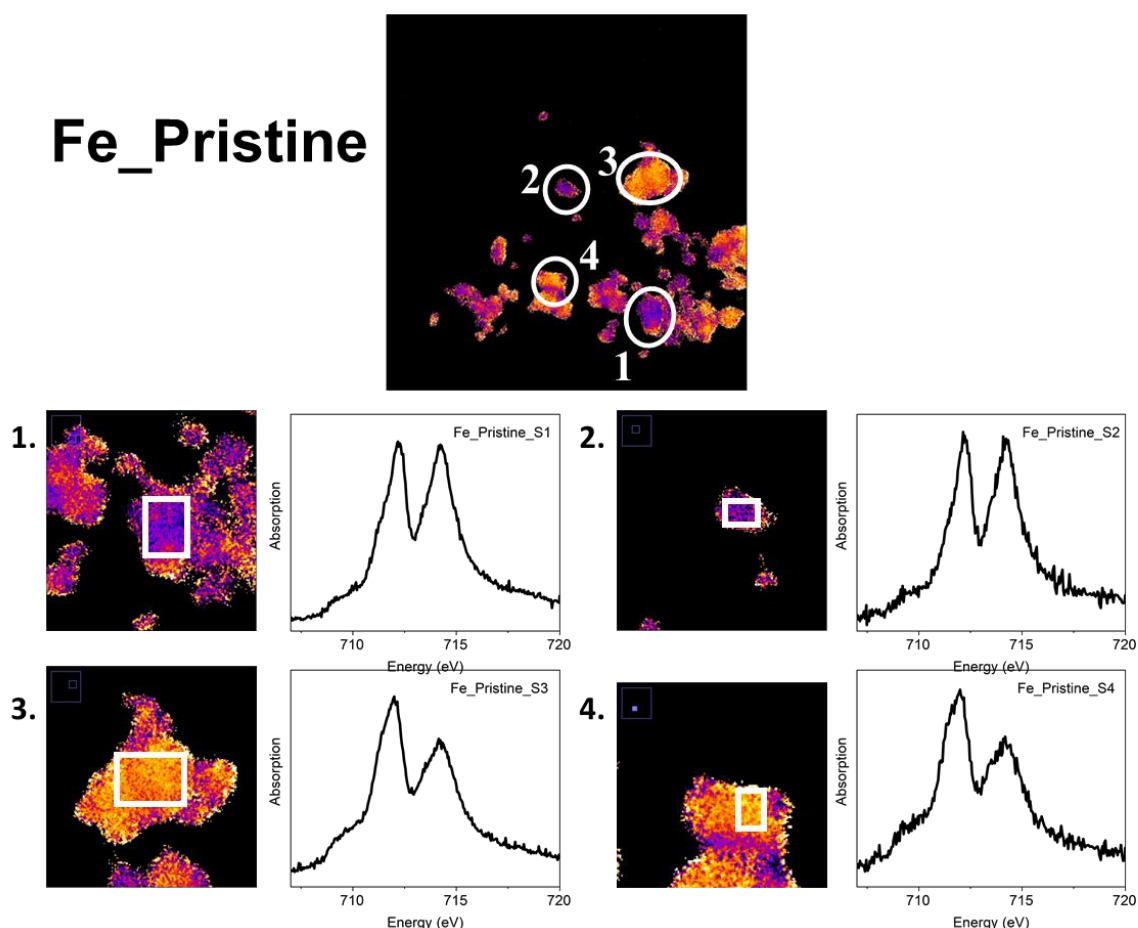 Fe_Pristine
2
3
4
1
1.
Absorption
Fe_Pristine_S1
710
715
720
Energy (eV)
2.
Absorption
Fe_Pristine_S2
710
715
720
Energy (eV)
3.
Absorption
Fe_Pristine_S3
710
715
720
Energy (eV)
4.
Absorption
Fe_Pristine_S4
710
715
720
Energy (eV)